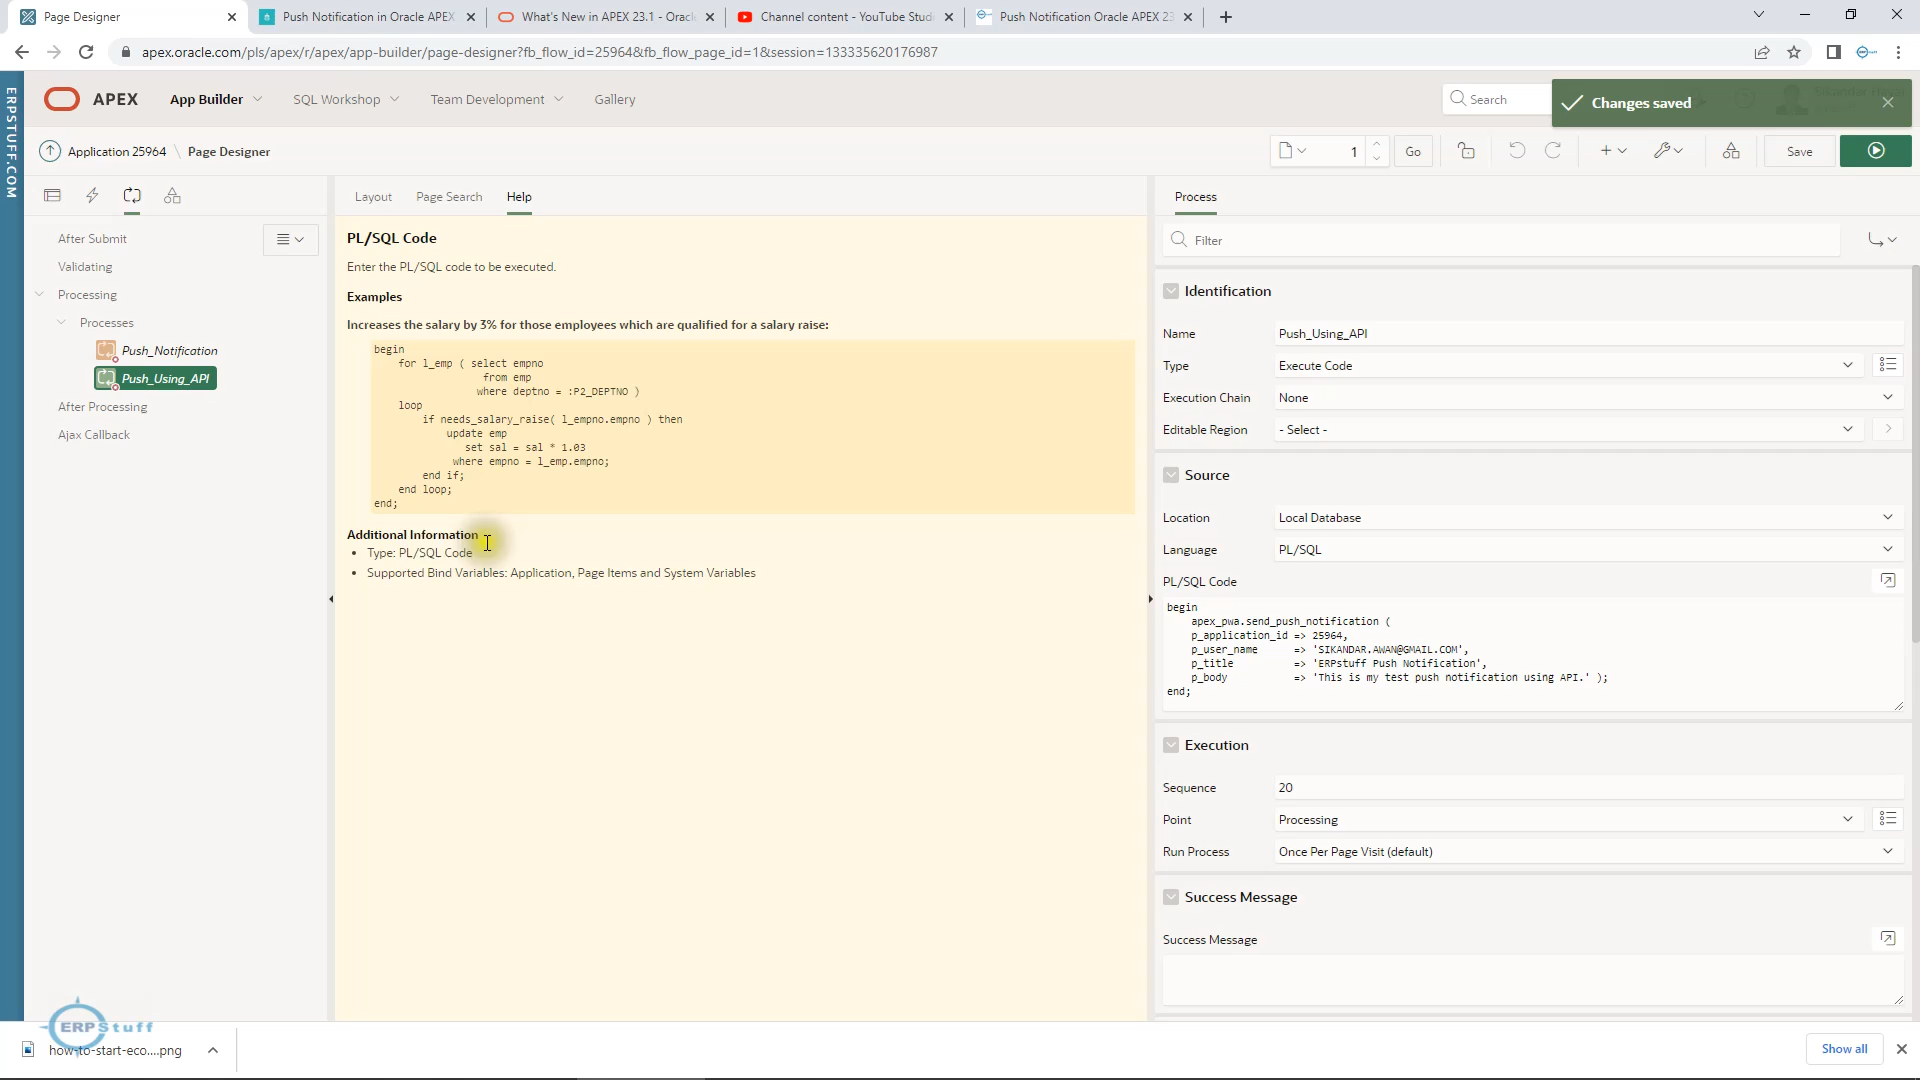 Page Designer
Push Notification in Oracle APEX
What's New in APEX 23.1 - Orac
Channel content - YouTube Stud
Push Notification Oracle APEX 23
apex.oracle.com/pls/apex/r/apex/app-builder/page-designer?fb_flow_id=25964&fb_flow_page_id=1&session=133335620176987
ERPSTUFF.COM
APEX
App Builder
SQL Workshop
Team Development
Gallery
Search
Changes saved
Application 25964 \ Page Designer
1
Go
Save
Layout
Page Search
Help
Process
After Submit
Validating
Processing
Processes
Push_Notification
Push_Using_API
After Processing
Ajax Callback
PL/SQL Code
Enter the PL/SQL code to be executed.
Examples
Increases the salary by 3% for those employees which are qualified for a salary raise:
begin
for l_emp ( select empno
from emp
where deptno = :P2_DEPTNO )
loop
if needs_salary_raise( l_empno.empno ) then
update emp
set sal = sal * 1.03
where empno = l_emp.empno;
end if;
end loop;
end;
Additional Information
• Type: PL/SQL Code
• Supported Bind Variables: Application, Page Items and System Variables
Filter
Identification
Name Push_Using_API
Type Execute Code
Execution Chain None
Editable Region - Select -
Source
Location Local Database
Language PL/SQL
PL/SQL Code
begin
apex_pwa.send_push_notification (
p_application_id => 25964,
p_user_name => 'SIKANDAR.AWAN@GMAIL.COM',
p_title => 'ERPstuff Push Notification',
p_body => 'This is my test push notification using API.' );
end;
Execution
Sequence 20
Point Processing
Run Process Once Per Page Visit (default)
Success Message
Success Message
ERPStuff
how-to-start-eco....png
Show all